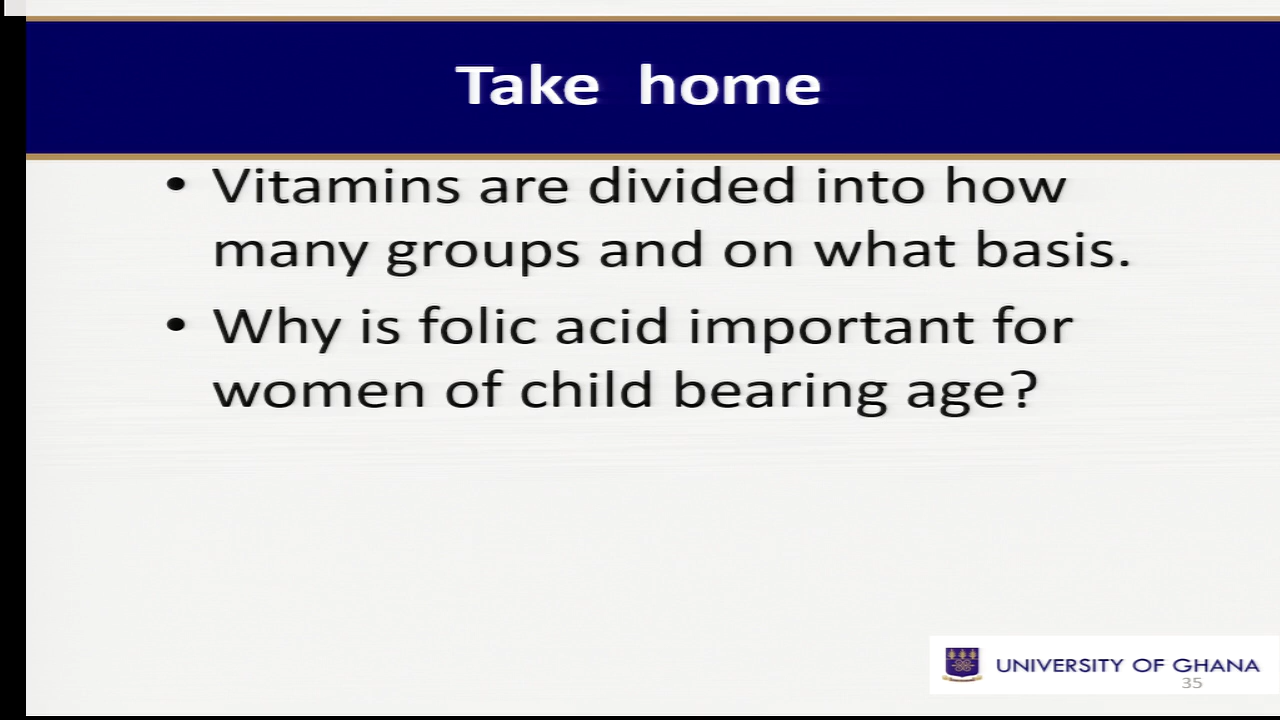 Take home
• Vitamins are divided into how
many groups and on what basis.
• Why is folic acid important for
women of child bearing age?
UNIVERSITY OF GHANA
35